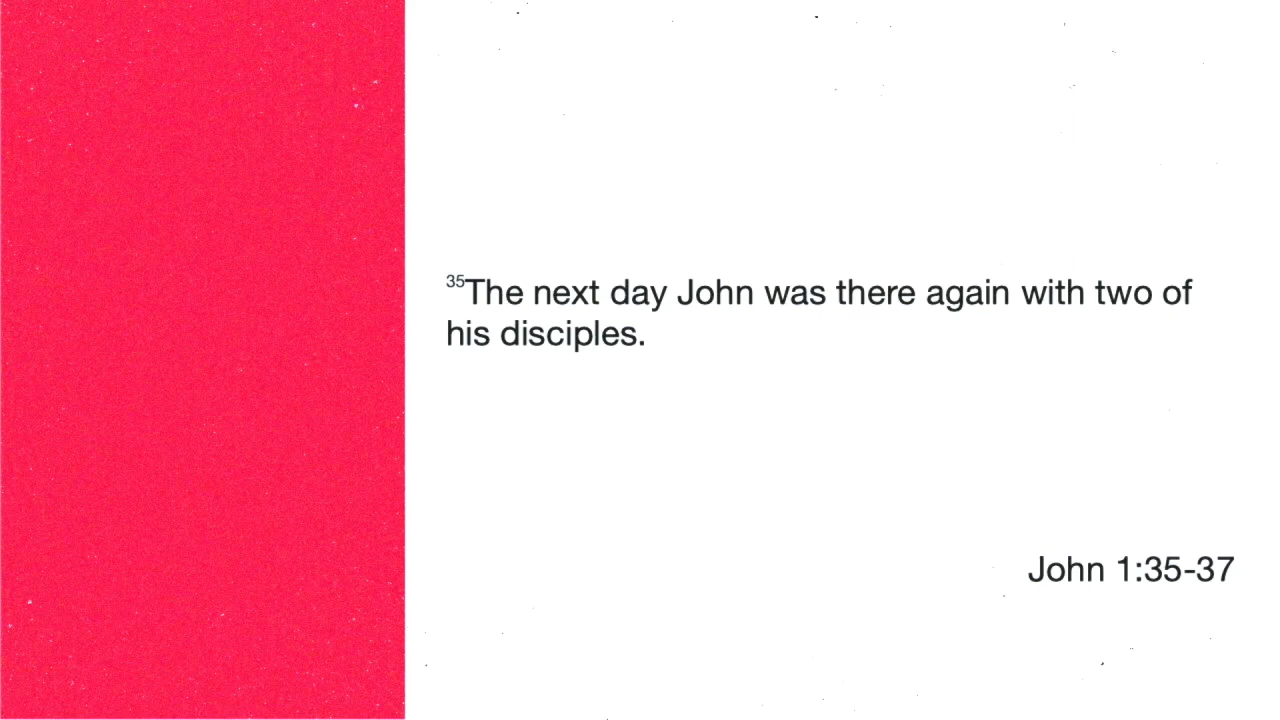 35The next day John was there again with two of
his disciples.
John 1:35-37